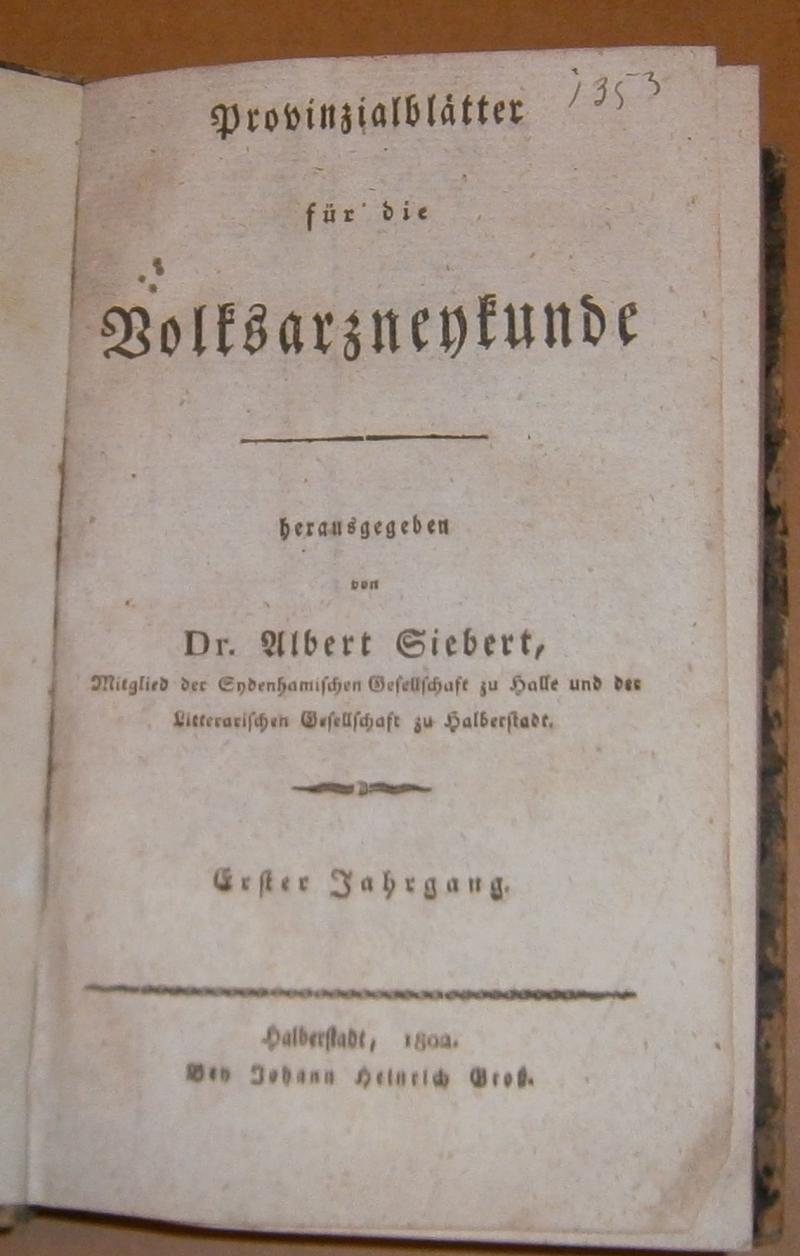 1353
Provinzialblätter
für die
Volksarzneykunde
herausgegeben
von
Dr. Albert Siebert,
Mitglied der Sydenhamischen Gesellschaft zu Halle und der
Litterarischen Gesellschaft zu Halberstadt.
Erster Jahrgang.
Halberstadt, 1802.
Bey Johann Heinrich Groß.